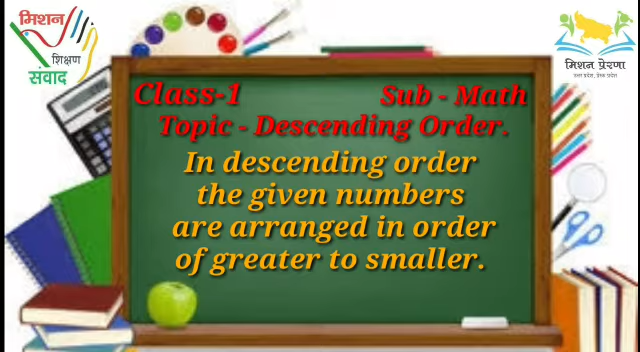 मिशन
शिक्षण
संवाद
मिशन प्रेरणा
Class-1 Sub - Math
Topic - Descending Order.
In descending order
the given numbers
are arranged in order
of greater to smaller.